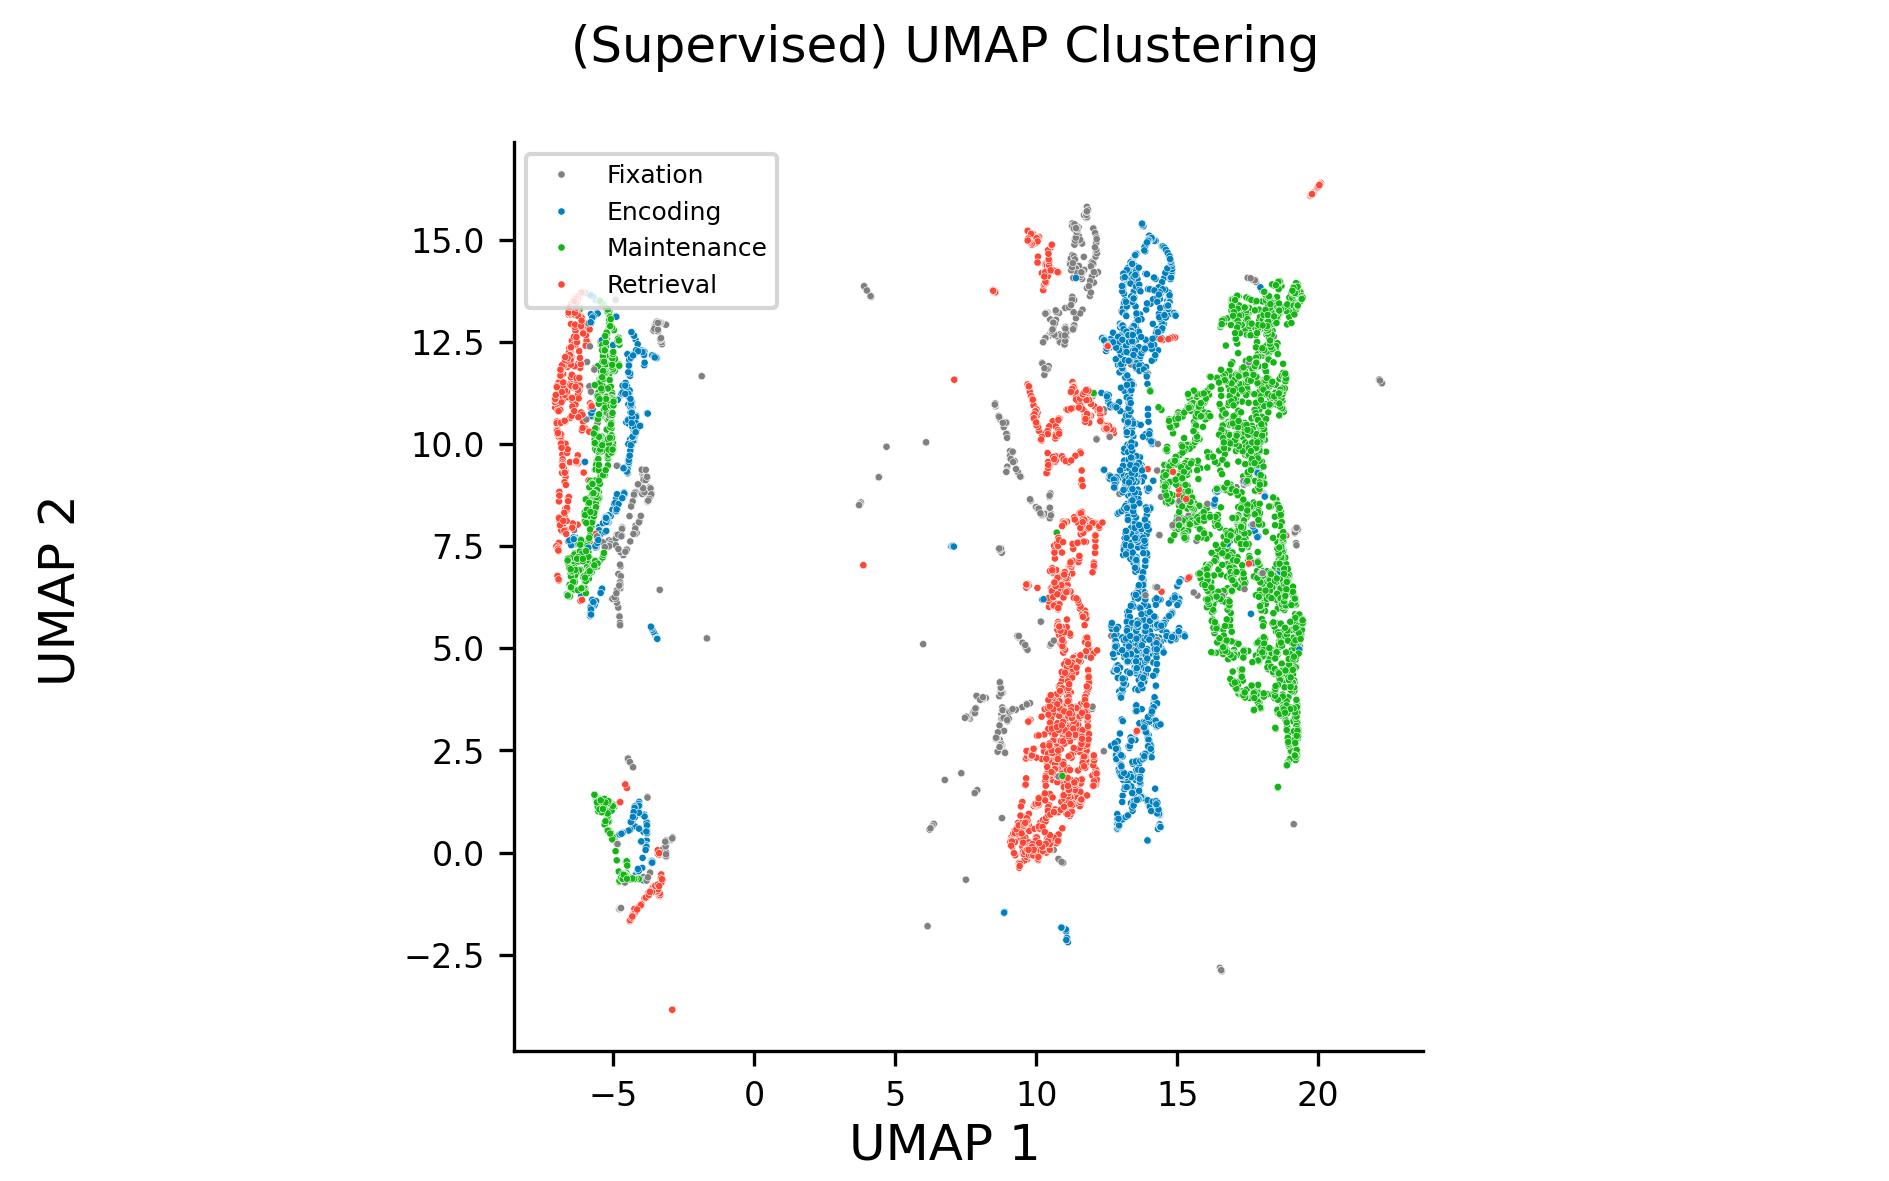 (Supervised) UMAP Clustering
Fixation
Encoding
Maintenance
Retrieval
UMAP 2
15.0
12.5
10.0
7.5
5.0
2.5
0.0
−2.5
−5 0 5 10 15 20
UMAP 1